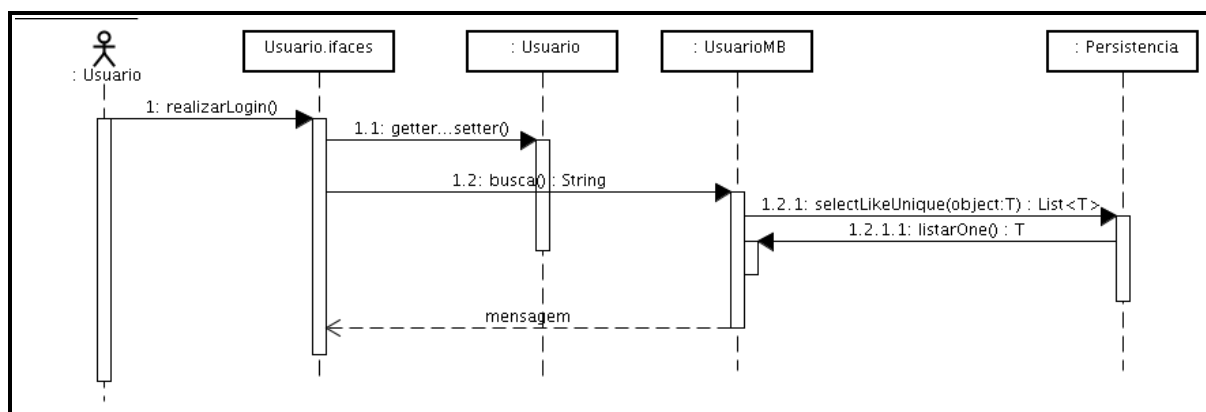 : Usuario
Usuario.ifaces
: Usuario
: UsuarioMB
: Persistencia
1: realizarLogin()
1.1: getter...setter()
1.2: busca() : String
1.2.1: selectLikeUnique(object:T) : List<T>
1.2.1.1: listarOne() : T
mensagem